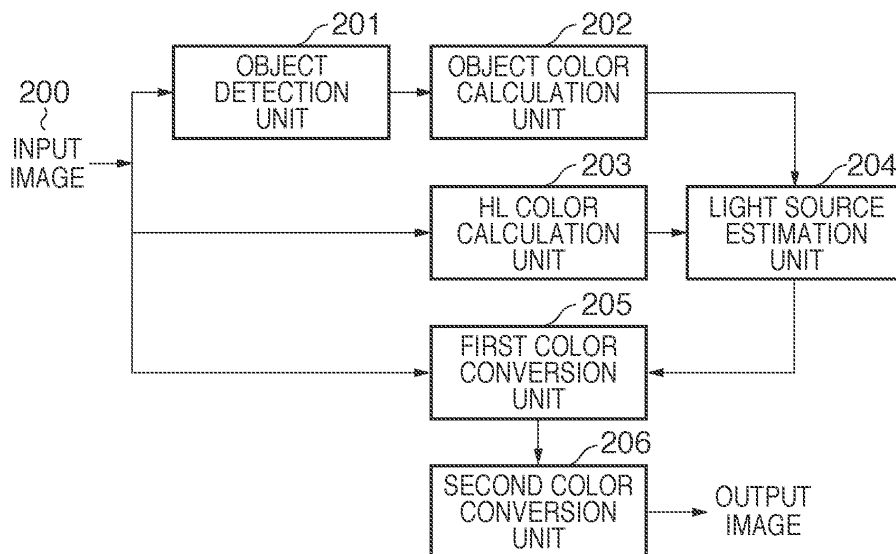 201
OBJECT
DETECTION
UNIT
202
OBJECT COLOR
CALCULATION
UNIT
200
INPUT
IMAGE
203
HL COLOR
CALCULATION
UNIT
204
LIGHT SOURCE
ESTIMATION
UNIT
205
FIRST COLOR
CONVERSION
UNIT
206
SECOND COLOR
CONVERSION
UNIT
OUTPUT
IMAGE